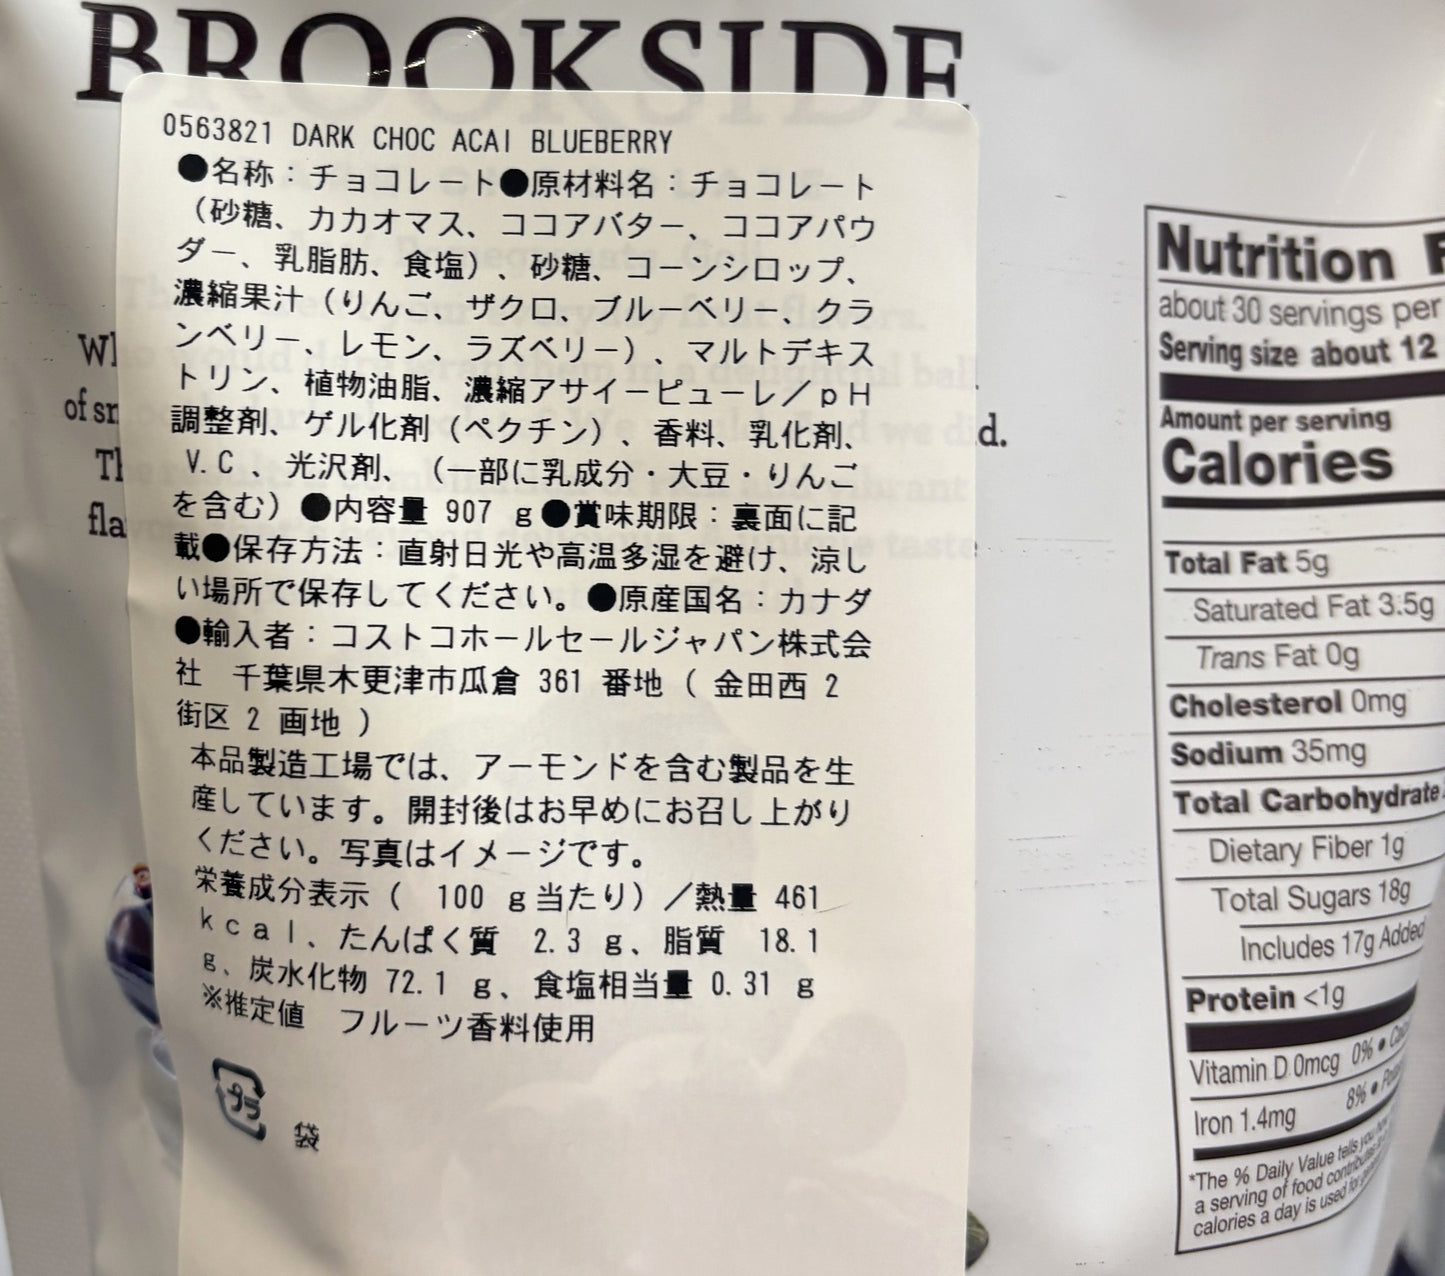 BROOKSIDE
0563821 DARK CHOC ACAI BLUEBERRY
●名称：チョコレート●原材料名：チョコレート
（砂糖、カカオマス、ココアバター、ココアパウ
ダー、乳脂肪、食塩）、砂糖、コーンシロップ、
濃縮果汁（りんご、ザクロ、ブルーベリー、クラ
ンベリー、レモン、ラズベリー）、マルトデキス
トリン、植物油脂、濃縮アサイーピューレ／ｐＨ
調整剤、ゲル化剤（ペクチン）、香料、乳化剤、
V.C、光沢剤、（一部に乳成分・大豆・りんご
を含む）●内容量 907 ｇ●賞味期限：裏面に記
載●保存方法：直射日光や高温多湿を避け、涼し
い場所で保存してください。●原産国名：カナダ
●輸入者：コストコホールセールジャパン株式会
社　千葉県木更津市瓜倉 361 番地（ 金田西 2
街区 2 画地 ）
本品製造工場では、アーモンドを含む製品を生
産しています。開封後はお早めにお召し上がり
ください。写真はイメージです。
栄養成分表示（ 100 ｇ当たり）／熱量 461
ｋｃａｌ、たんぱく質 2.3 ｇ、脂質 18.1
ｇ、炭水化物 72.1 ｇ、食塩相当量 0.31 ｇ
※推定値　フルーツ香料使用
プラ
袋
of
d.
Nutrition
about 30 servings per
Serving size about 12
Amount per serving
Calories
Total Fat 5g
Saturated Fat 3.5g
Trans Fat 0g
Cholesterol 0mg
Sodium 35mg
Total Carbohydrate
Dietary Fiber 1g
Total Sugars 18g
Includes 17g Added
Protein <1g
Vitamin D 0mcg 0% •
Iron 1.4mg 8% •
*The % Daily Value tells you
a serving of food
calories a day is used